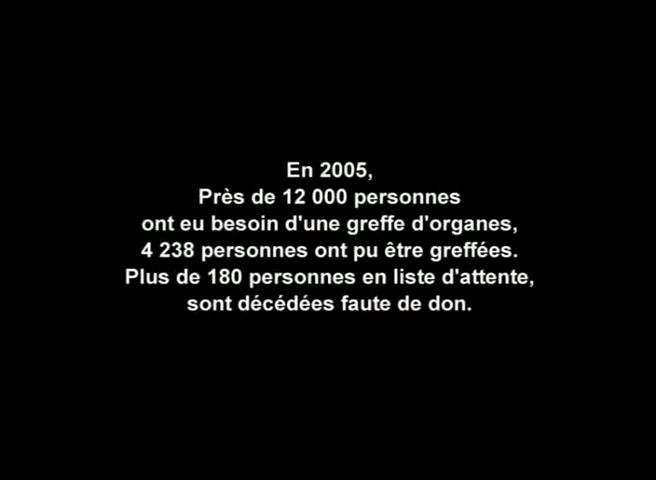 En 2005,
Près de 12 000 personnes
ont eu besoin d'une greffe d'organes,
4 238 personnes ont pu être greffées.
Plus de 180 personnes en liste d'attente,
sont décédées faute de don.